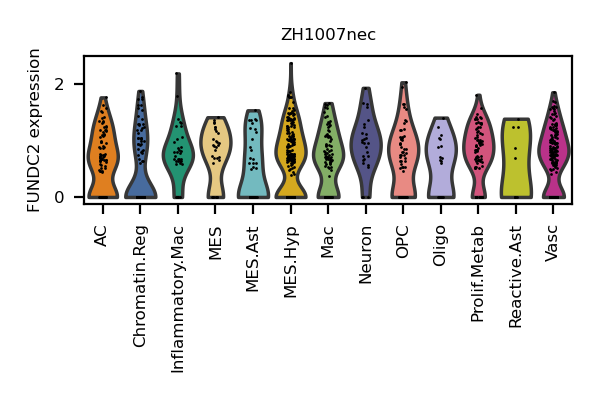 ZH1007nec
FUNDC2 expression
2
0
AC
Chromatin.Reg
Inflammatory.Mac
MES
MES.Ast
MES.Hyp
Mac
Neuron
OPC
Oligo
Prolif.Metab
Reactive.Ast
Vasc